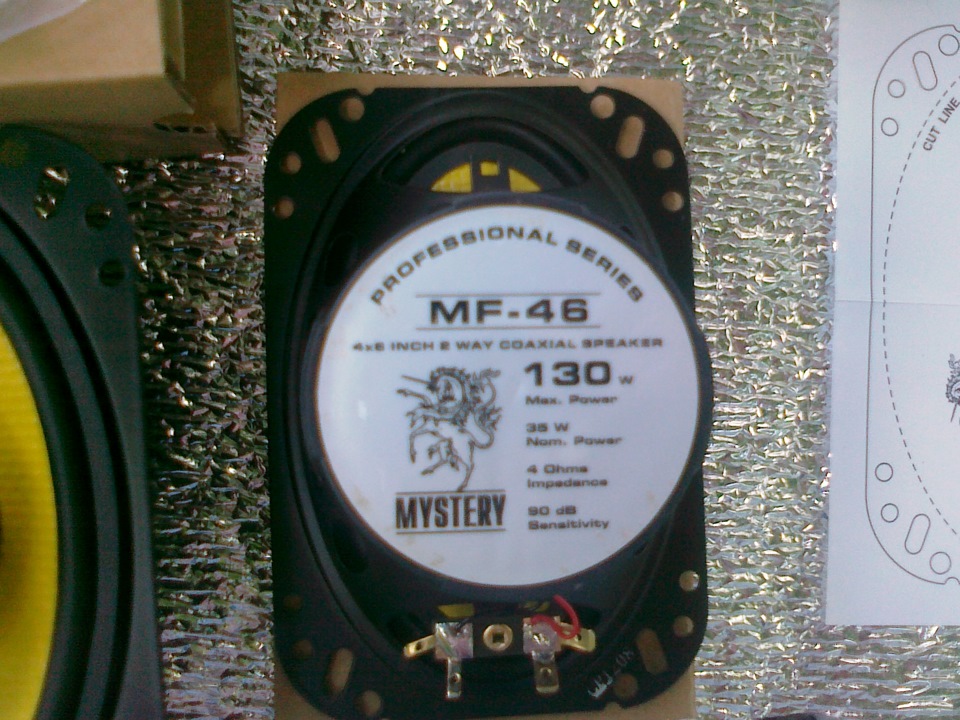 PROFESSIONAL SERIES
MF-46
4x6 INCH 2 WAY COAXIAL SPEAKER
130 W
Max. Power
35 W
Nom. Power
4 Ohms
Impedance
90 dB
Sensitivity
MYSTERY
CUT LINE